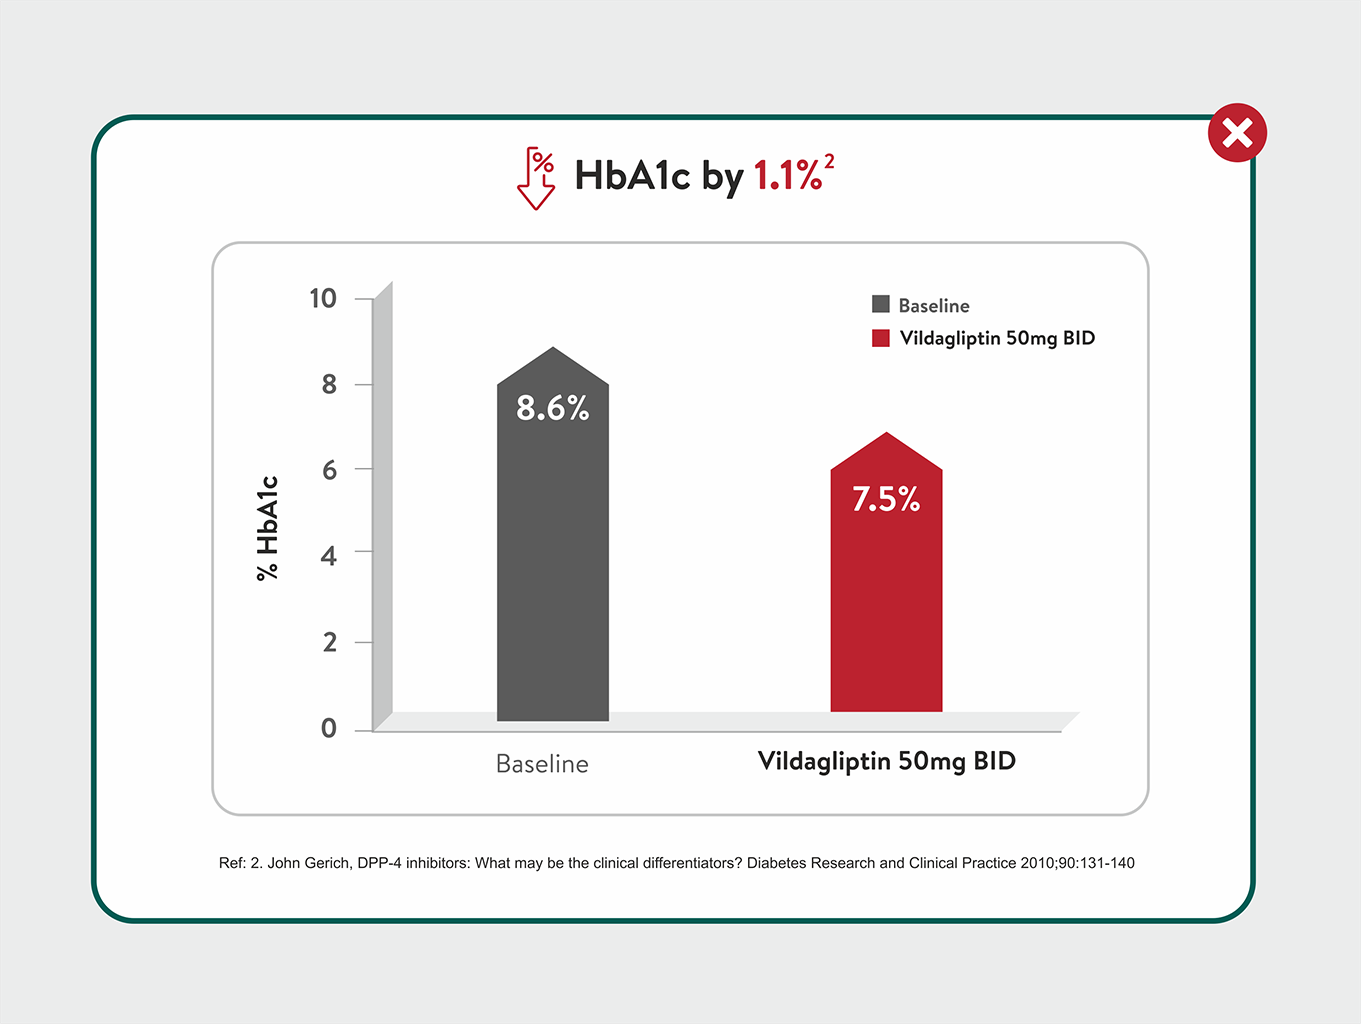 % HbA1c by 1.1%2
10
8
6
4
2
0
% HbA1c
Baseline
Vildagliptin 50mg BID
8.6%
7.5%
Baseline
Vildagliptin 50mg BID
Ref: 2. John Gerich, DPP-4 inhibitors: What may be the clinical differentiators? Diabetes Research and Clinical Practice 2010;90:131-140